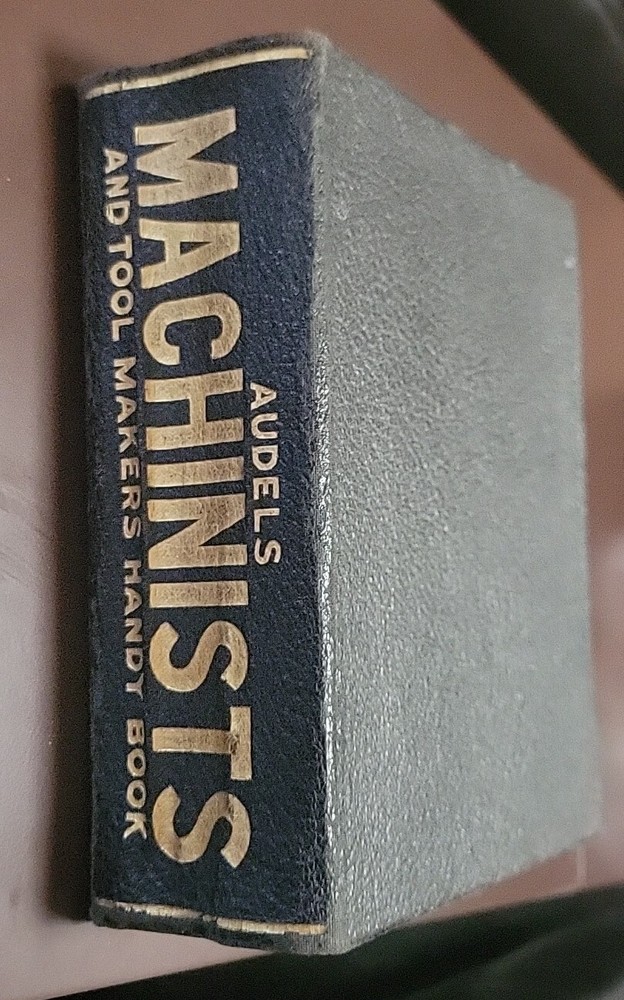 AUDELS
MACHINISTS
AND TOOL MAKERS HANDY BOOK